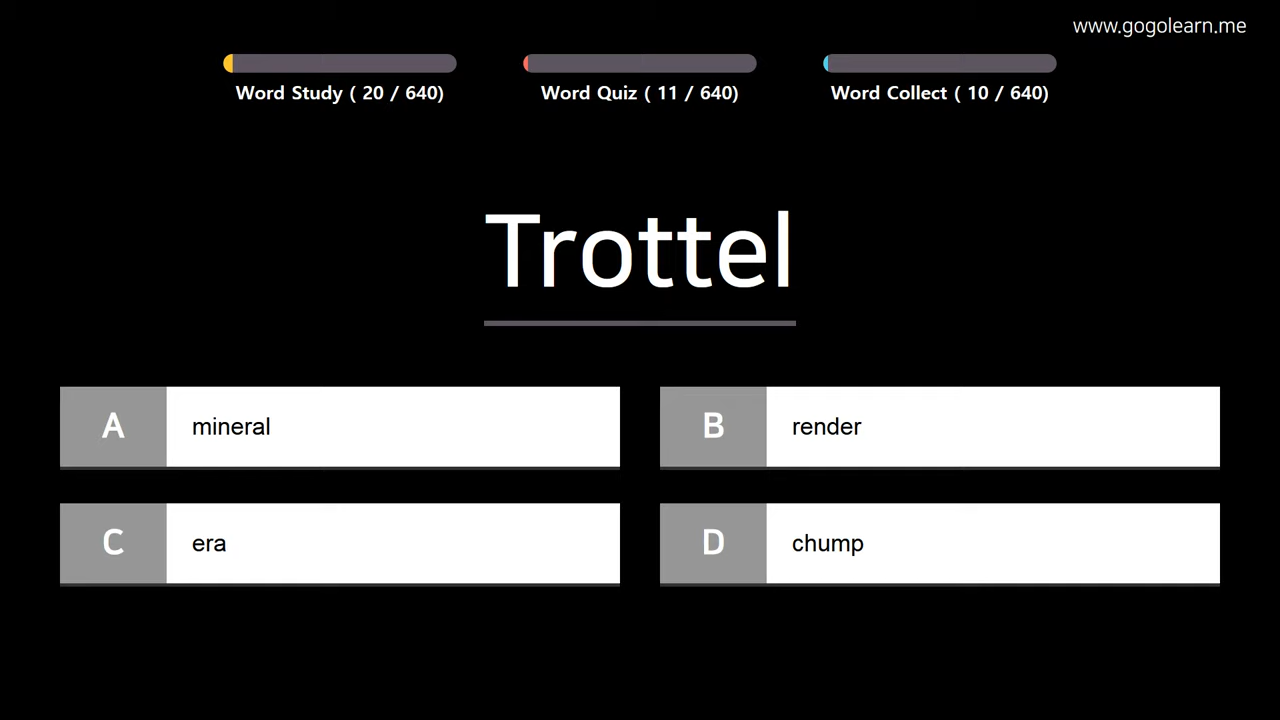 www.gogolearn.me
Word Study ( 20 / 640)
Word Quiz ( 11 / 640)
Word Collect ( 10 / 640)
Trottel
A mineral
B render
C era
D chump